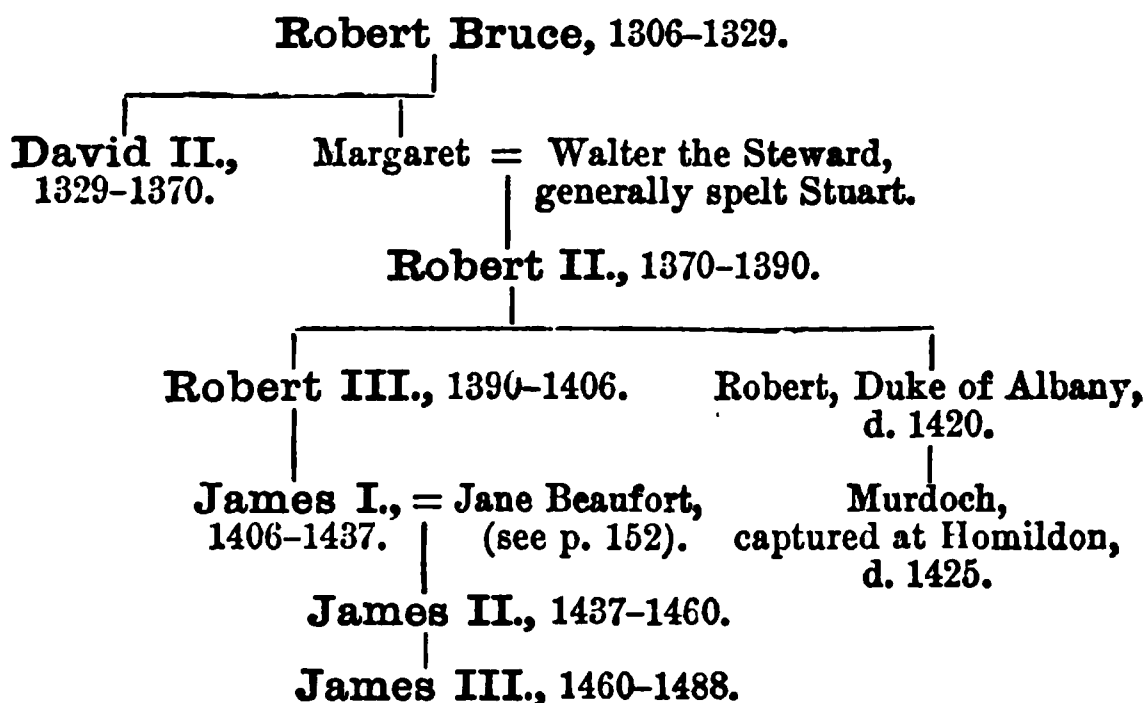 Robert Bruce, 1306–1329.
David II., Margaret = Walter the Steward,
1329–1370. generally spelt Stuart.
Robert II., 1370–1390.
Robert III., 1390–1406. Robert, Duke of Albany,
d. 1420.
James I., = Jane Beaufort, Murdoch,
1406–1437. (see p. 152). captured at Homildon,
d. 1425.
James II., 1437–1460.
James III., 1460–1488.